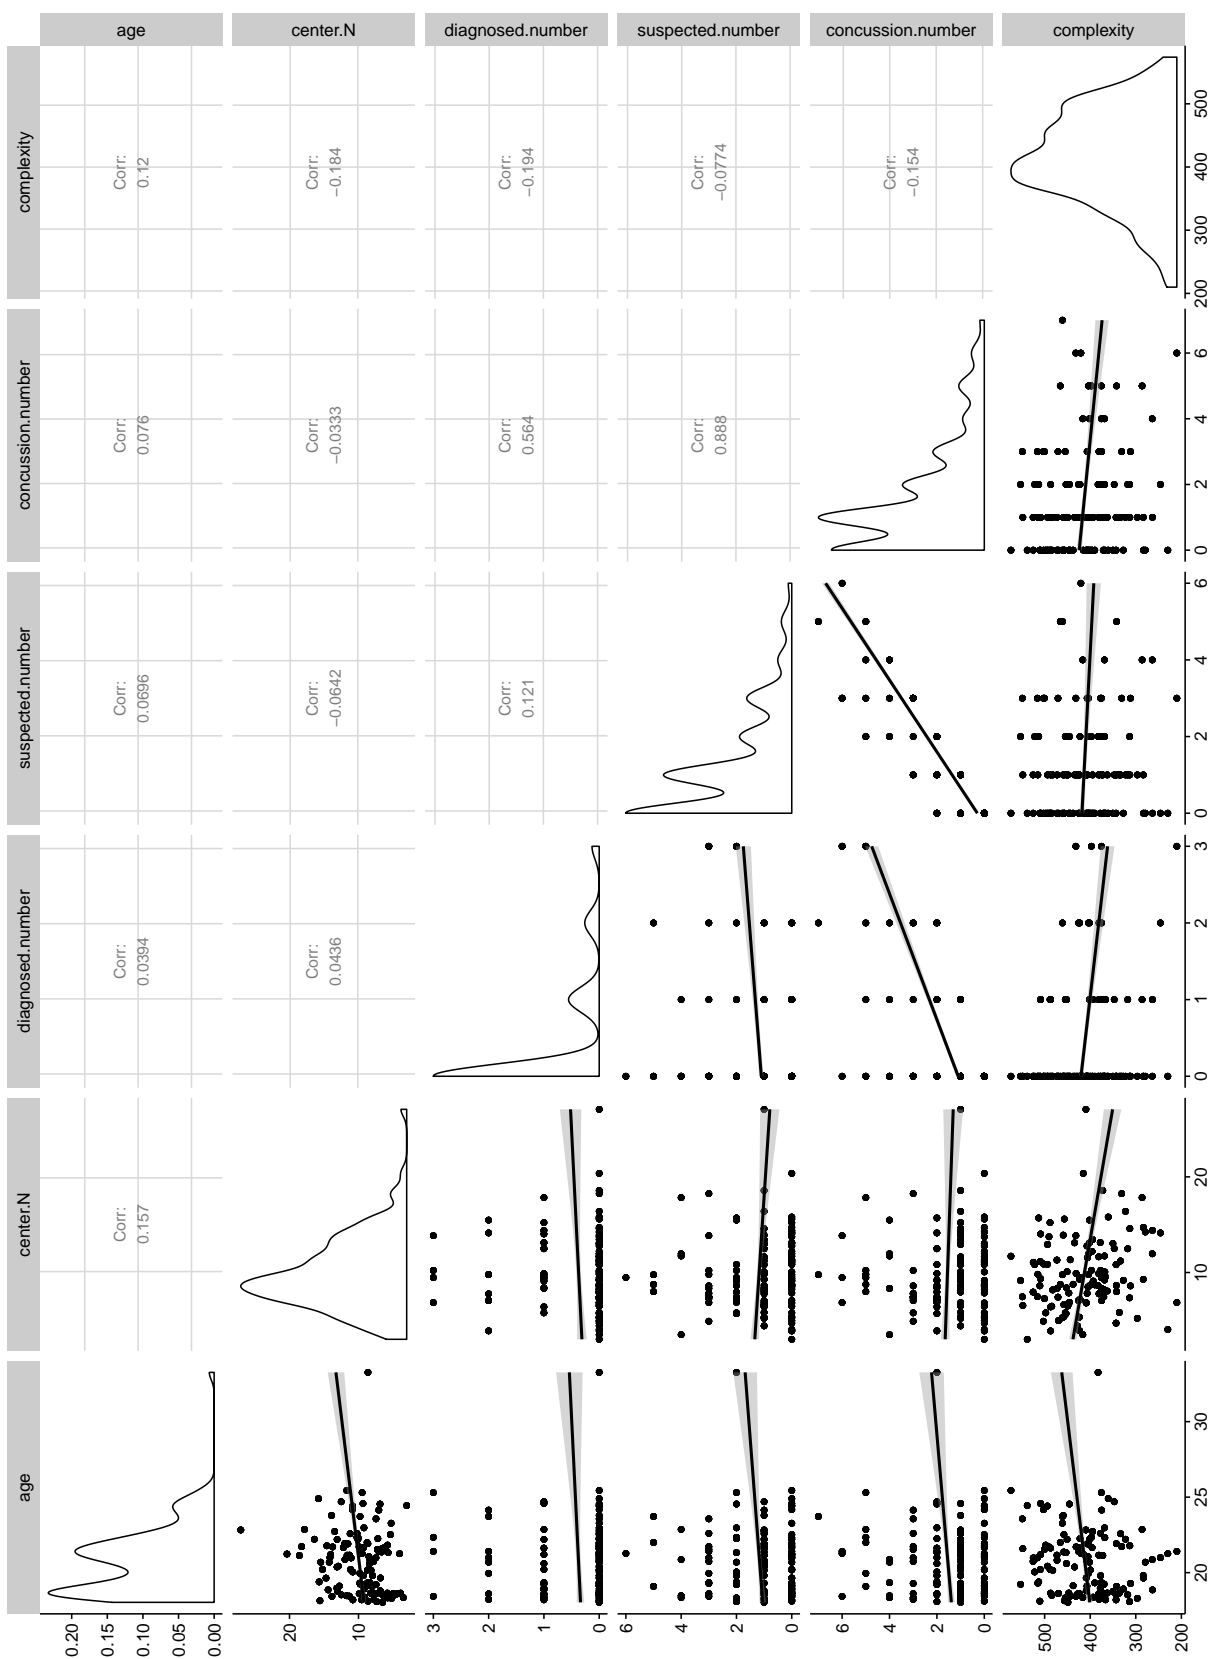 age
center.N
diagnosed.number
suspected.number
concussion.number
complexity
complexity
Corr:
0.12
Corr:
−0.184
Corr:
−0.194
Corr:
−0.0774
Corr:
−0.154
500
400
300
200
concussion.number
Corr:
0.076
Corr:
−0.0333
Corr:
0.564
Corr:
0.888
6
4
2
0
suspected.number
Corr:
0.0696
Corr:
−0.0642
Corr:
0.121
6
4
2
0
diagnosed.number
Corr:
0.0394
Corr:
0.0436
3
2
1
0
center.N
Corr:
0.157
20
10
age
30
25
20
0.20
0.15
0.10
0.05
0.00
20
10
3
2
1
0
6
4
2
0
6
4
2
0
500
400
300
200